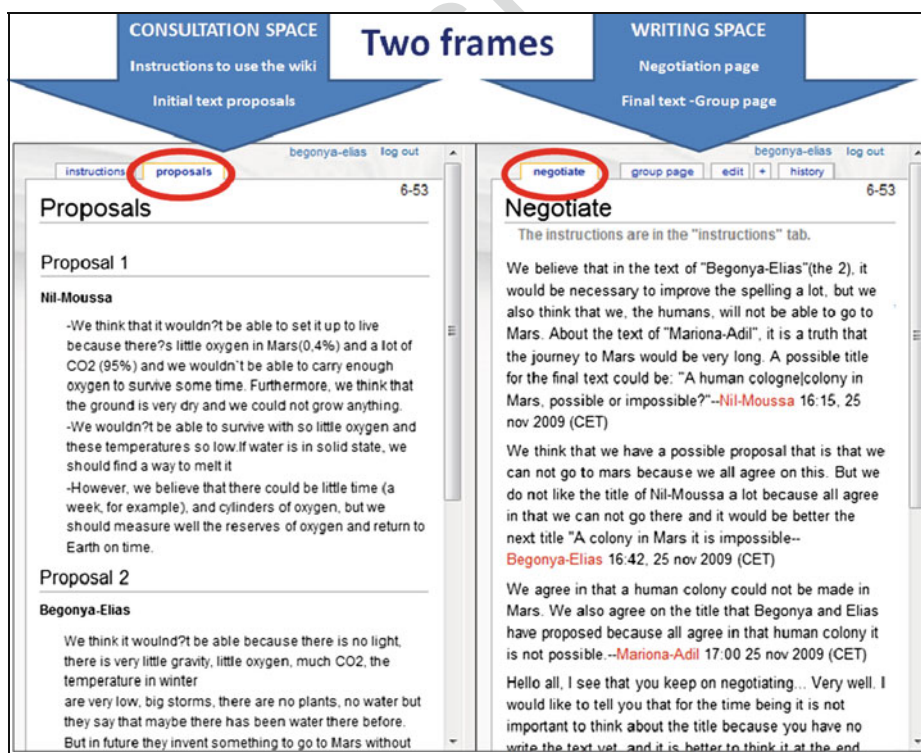 CONSULTATION SPACE
Instructions to use the wiki
Initial text proposals
Two frames
WRITING SPACE
Negotiation page
Final text -Group page
begonya-elias log out
instructions proposals
6-53
Proposals
Proposal 1
Nil-Moussa
-We think that it wouldn?t be able to set it up to live
because there?s little oxygen in Mars(0,4%) and a lot of
CO2 (95%) and we wouldn`t be able to carry enough
oxygen to survive some time. Furthermore, we think that
the ground is very dry and we could not grow anything.
-We wouldn?t be able to survive with so little oxygen and
these temperatures so low.If water is in solid state, we
should find a way to melt it
-However, we believe that there could be little time (a
week, for example), and cylinders of oxygen, but we
should measure well the reserves of oxygen and return to
Earth on time.
Proposal 2
Begonya-Elias
We think it woulnd?t be able because there is no light,
there is very little gravity, little oxygen, much CO2, the
temperature in winter
are very low, big storms, there are no plants, no water but
they say that maybe there has been water there before.
But in future they invent something to go to Mars without
begonya-elias log out
negotiate group page edit + history
6-53
Negotiate
The instructions are in the "instructions" tab.
We believe that in the text of "Begonya-Elias"(the 2), it
would be necessary to improve the spelling a lot, but we
also think that we, the humans, will not be able to go to
Mars. About the text of "Mariona-Adil", it is a truth that
the journey to Mars would be very long. A possible title
for the final text could be: "A human cologne|colony in
Mars, possible or impossible?"--Nil-Moussa 16:15, 25
nov 2009 (CET)
We think that we have a possible proposal that is that we
can not go to mars because we all agree on this. But we
do not like the title of Nil-Moussa a lot because all agree
in that we can not go there and it would be better the
next title "A colony in Mars it is impossible--
Begonya-Elias 16:42, 25 nov 2009 (CET)
We agree in that a human colony could not be made in
Mars. We also agree on the title that Begonya and Elias
have proposed because all agree in that human colony it
is not possible.--Mariona-Adil 17:00 25 nov 2009 (CET)
Hello all, I see that you keep on negotiating... Very well. I
would like to tell you that for the time being it is not
important to think about the title because you have no
write the text yet, and it is better to think it at the end